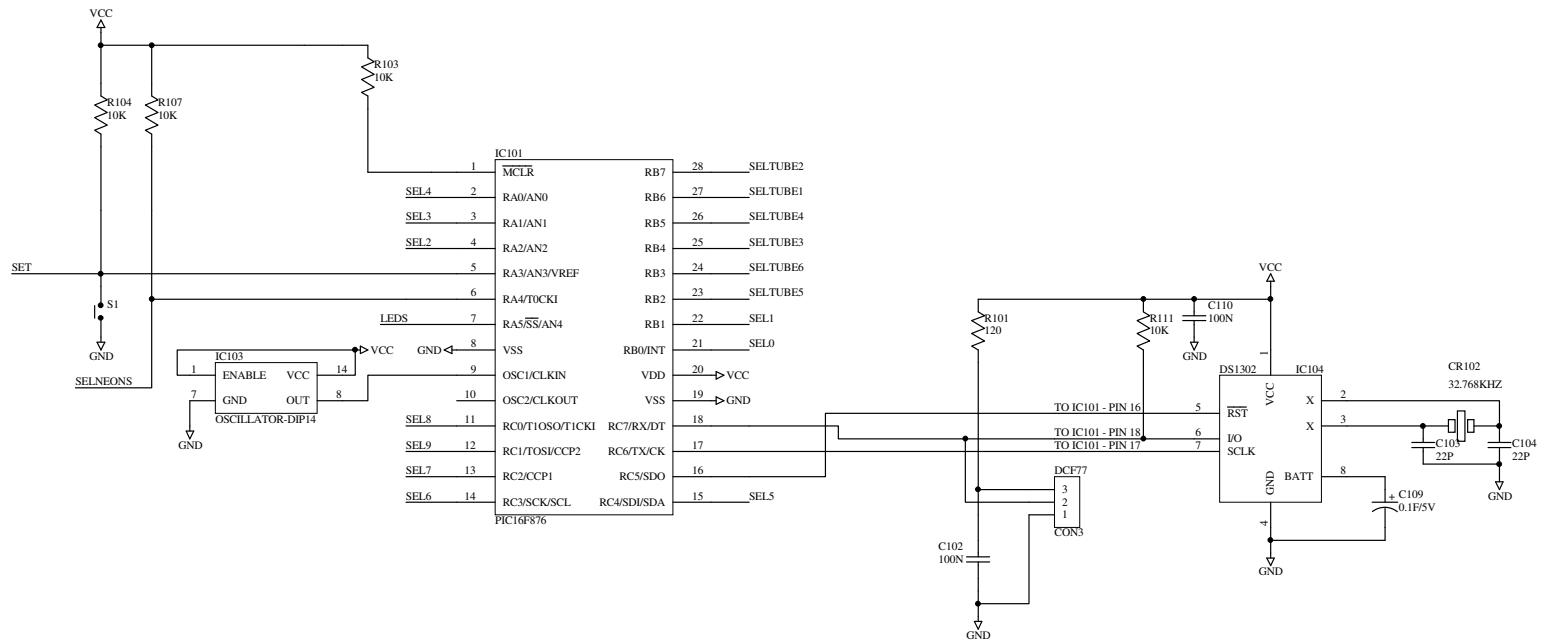 VCC
R103
10K
R104
10K
R107
10K
IC101
1 MCLR RB7 28 SELTUBE2
SEL4 2 RA0/AN0 RB6 27 SELTUBE1
SEL3 3 RA1/AN1 RB5 26 SELTUBE4
SEL2 4 RA2/AN2 RB4 25 SELTUBE3
SET 5 RA3/AN3/VREF RB3 24 SELTUBE6
6 RA4/T0CKI RB2 23 SELTUBE5
LEDS 7 RA5/SS/AN4 RB1 22 SEL1
GND 8 VSS RB0/INT 21 SEL0
9 OSC1/CLKIN VDD 20 VCC
10 OSC2/CLKOUT VSS 19 GND
SEL8 11 RC0/T1OSO/T1CKI RC7/RX/DT 18
SEL9 12 RC1/TOSI/CCP2 RC6/TX/CK 17
SEL7 13 RC2/CCP1 RC5/SDO 16
SEL6 14 RC3/SCK/SCL RC4/SDI/SDA 15 SEL5
PIC16F876
S1
GND
IC103
VCC
1 ENABLE VCC 14
7 GND OUT 8
OSCILLATOR-DIP14
SELNEONS
GND
VCC
R101
120
R111
10K
C110
100N
GND
DS1302 IC104
1 VCC
TO IC101 - PIN 16 5 RST
TO IC101 - PIN 18 6 I/O
TO IC101 - PIN 17 7 SCLK
X 2
X 3
BATT 8
GND 4
GND
CR102
32.768KHZ
C103
22P
C104
22P
GND
+ C109
0.1F/5V
DCF77
3
2
1
CON3
C102
100N
GND